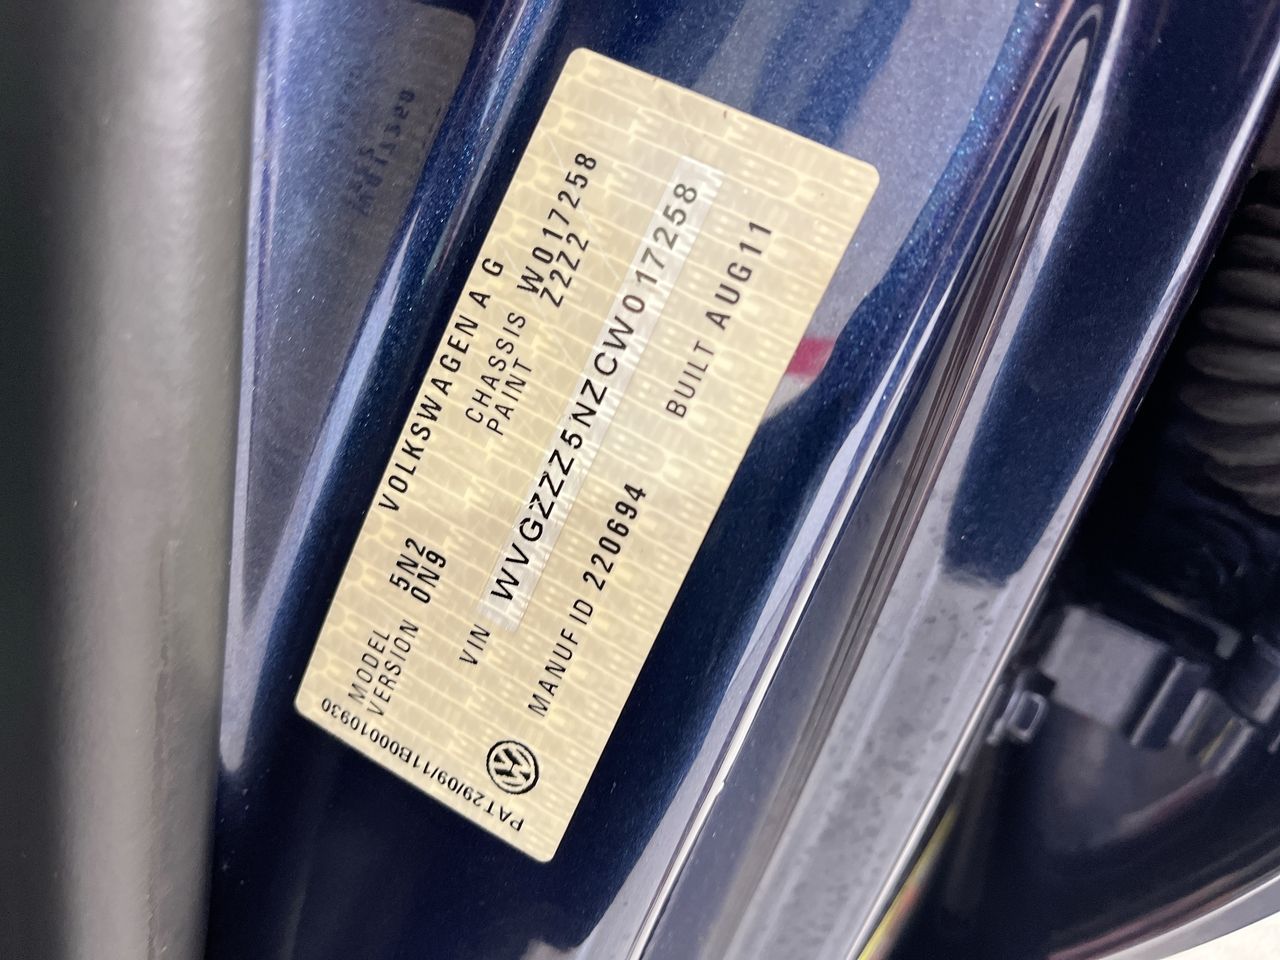 VOLKSWAGEN A G
MODEL 5N2 CHASSIS W017258
VERSION 0N9 PAINT Z2Z2
VIN WVGZZZ5NZCW017258
MANUF ID 220694 BUILT AUG11
PAT29/09/11B00010930